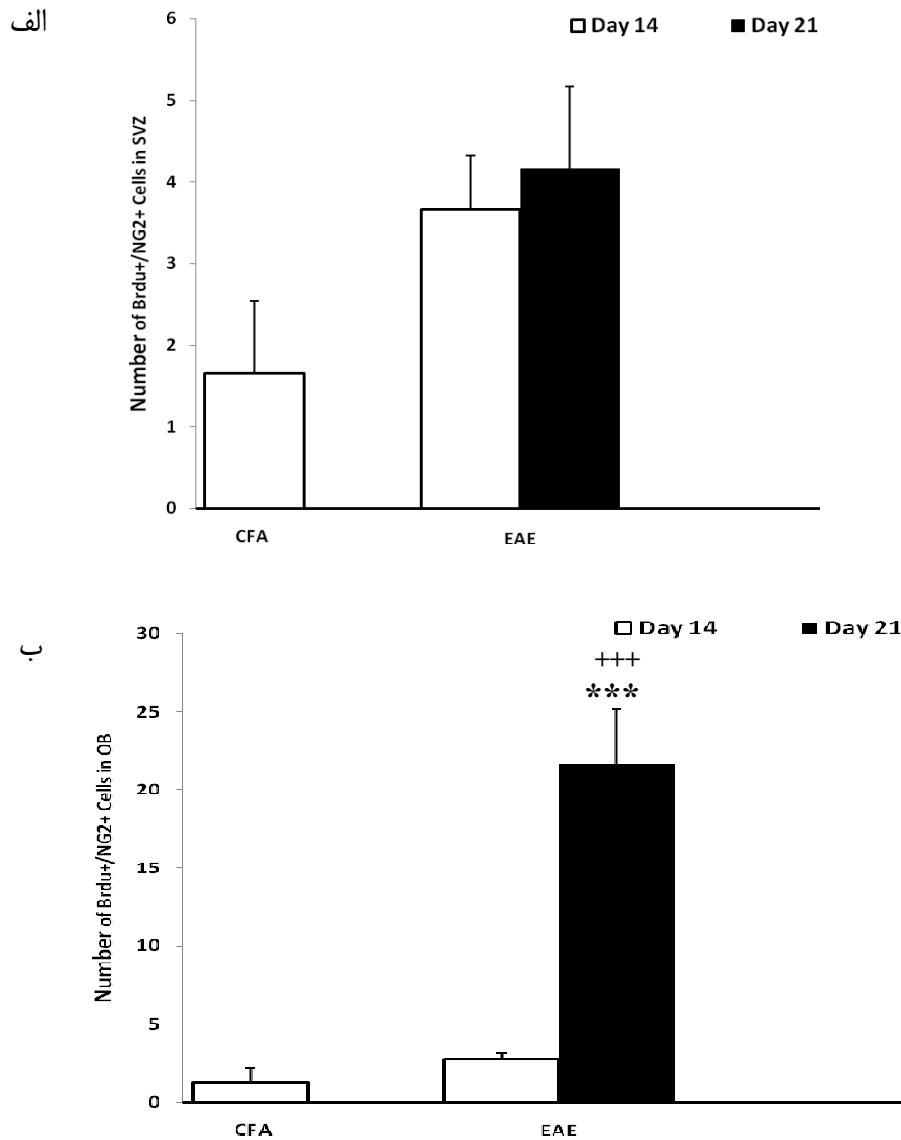 الف
Day 14 Day 21
Number of Brdu+/NG2+ Cells in SVZ
6
5
4
3
2
1
0
CFA EAE
ب
Day 14 Day 21
Number of Brdu+/NG2+ Cells in OB
30
+++
***
25
20
15
10
5
0
CFA EAE